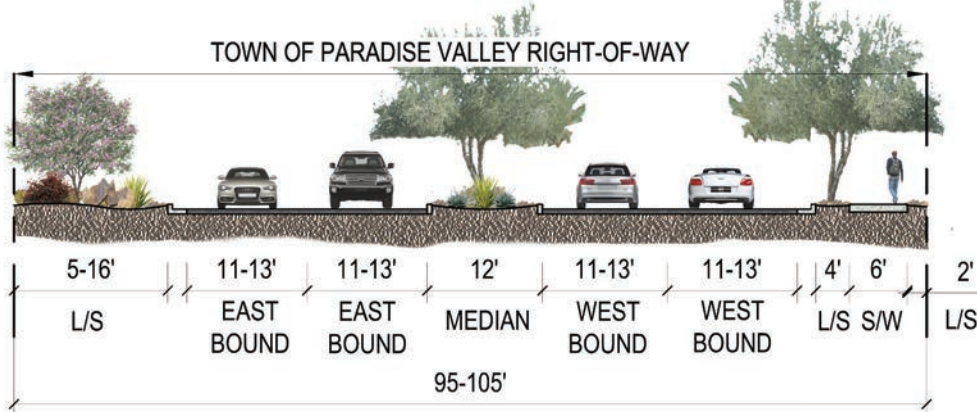 TOWN OF PARADISE VALLEY RIGHT-OF-WAY
5-16' 11-13' 11-13' 12' 11-13' 11-13' 4' 6' 2'
L/S EAST BOUND EAST BOUND MEDIAN WEST BOUND WEST BOUND L/S S/W L/S
95-105'